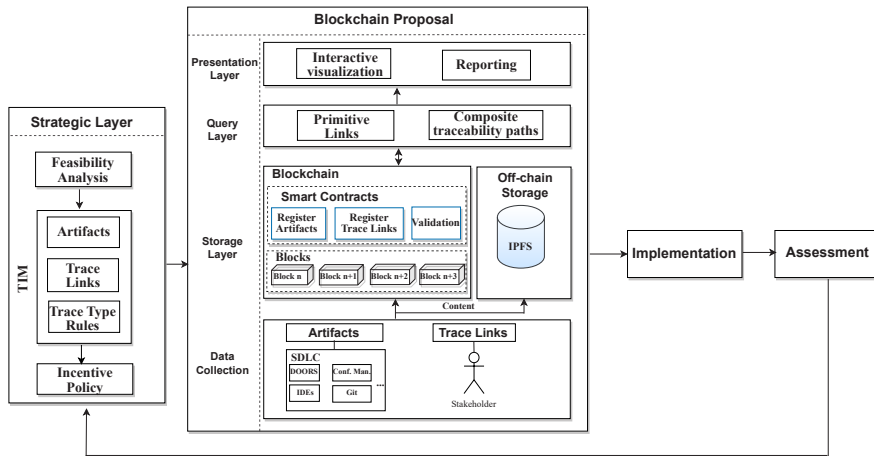 Blockchain Proposal
Presentation
Layer
Interactive
visualization
Reporting
Query
Layer
Primitive
Links
Composite
traceability paths
Strategic Layer
Feasibility
Analysis
TIM
Artifacts
Trace
Links
Trace Type
Rules
Incentive
Policy
Storage
Layer
Blockchain
Smart Contracts
Register
Artifacts
Register
Trace Links
Validation
Blocks
Block n
Block n+1
Block n+2
Block n+3
Off-chain
Storage
IPFS
Content
Data
Collection
Artifacts
SDLC
DOORS
Conf. Man.
IDEs
Git
...
Trace Links
Stakeholder
Implementation
Assessment